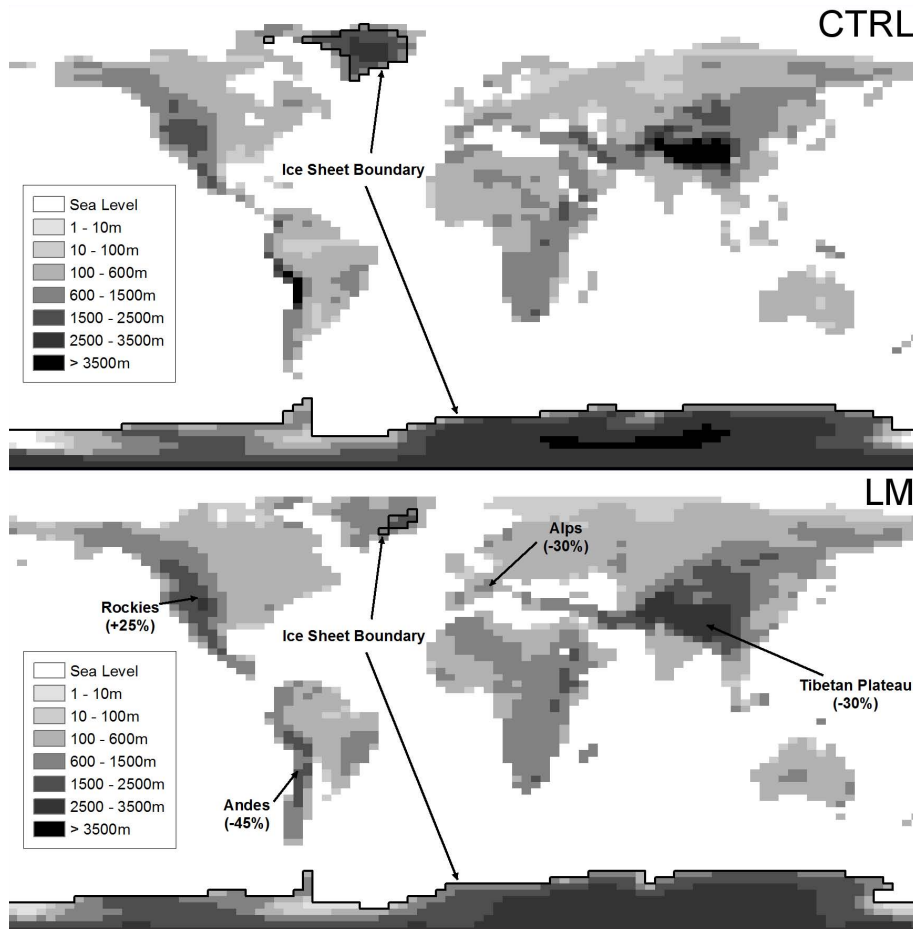 CTRL
Ice Sheet Boundary
Sea Level
1 - 10m
10 - 100m
100 - 600m
600 - 1500m
1500 - 2500m
2500 - 3500m
> 3500m
LM
Alps
(-30%)
Rockies
(+25%)
Ice Sheet Boundary
Tibetan Plateau
(-30%)
Sea Level
1 - 10m
10 - 100m
100 - 600m
600 - 1500m
1500 - 2500m
2500 - 3500m
> 3500m
Andes
(-45%)